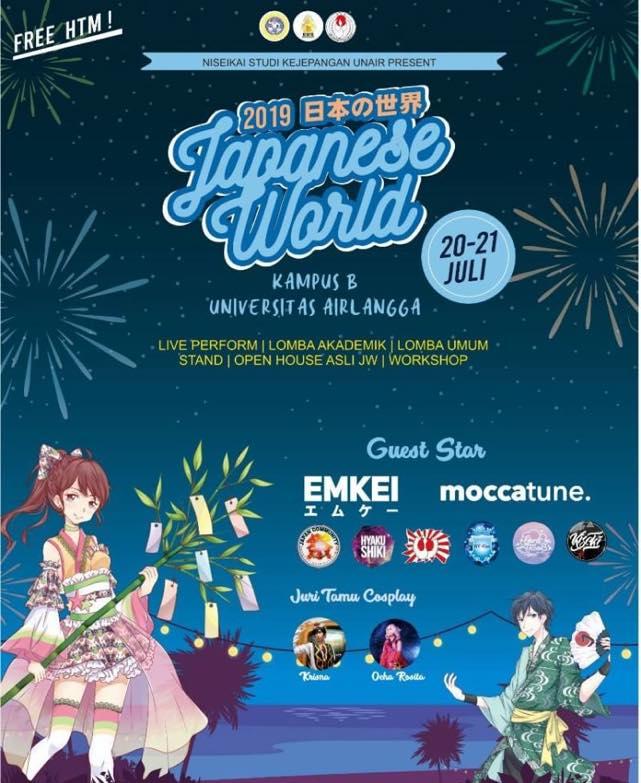 FREE HTM !
NISEIKAI STUDI KEJEPANGAN UNAIR PRESENT
2019 日本の世界
Japanese
World
20-21
JULI
KAMPUS B
UNIVERSITAS AIRLANGGA
LIVE PERFORM | LOMBA AKADEMIK | LOMBA UMUM
STAND | OPEN HOUSE ASLI JW | WORKSHOP
Guest Star
EMKEI
エムケー
moccatune.
HYAKU
SHIKI
Juri Tamu Cosplay
Krisna
Ocha Rosita